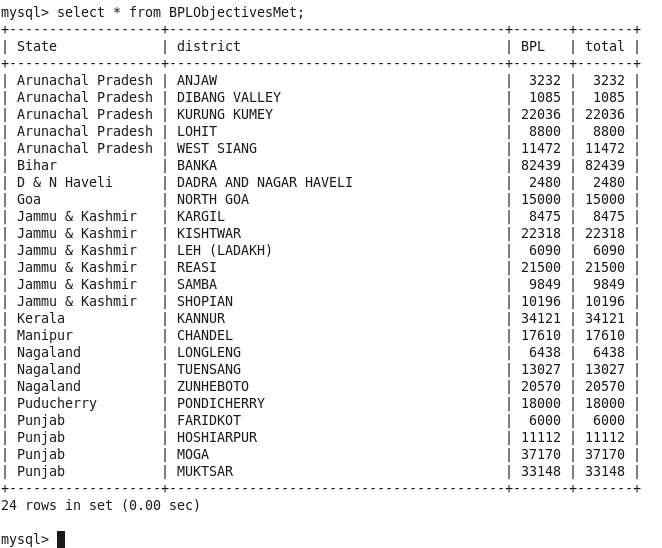 mysql> select * from BPLObjectivesMet;
+-------------------+------------------------------------------+-------+-------+
| State             | district                                 | BPL   | total |
+-------------------+------------------------------------------+-------+-------+
| Arunachal Pradesh | ANJAW                                    |  3232 |  3232 |
| Arunachal Pradesh | DIBANG VALLEY                            |  1085 |  1085 |
| Arunachal Pradesh | KURUNG KUMEY                             | 22036 | 22036 |
| Arunachal Pradesh | LOHIT                                    |  8800 |  8800 |
| Arunachal Pradesh | WEST SIANG                               | 11472 | 11472 |
| Bihar             | BANKA                                    | 82439 | 82439 |
| D & N Haveli      | DADRA AND NAGAR HAVELI                   |  2480 |  2480 |
| Goa               | NORTH GOA                                | 15000 | 15000 |
| Jammu & Kashmir   | KARGIL                                   |  8475 |  8475 |
| Jammu & Kashmir   | KISHTWAR                                 | 22318 | 22318 |
| Jammu & Kashmir   | LEH (LADAKH)                             |  6090 |  6090 |
| Jammu & Kashmir   | REASI                                    | 21500 | 21500 |
| Jammu & Kashmir   | SAMBA                                    |  9849 |  9849 |
| Jammu & Kashmir   | SHOPIAN                                  | 10196 | 10196 |
| Kerala            | KANNUR                                   | 34121 | 34121 |
| Manipur           | CHANDEL                                  | 17610 | 17610 |
| Nagaland          | LONGLENG                                 |  6438 |  6438 |
| Nagaland          | TUENSANG                                 | 13027 | 13027 |
| Nagaland          | ZUNHEBOTO                                | 20570 | 20570 |
| Puducherry        | PONDICHERRY                              | 18000 | 18000 |
| Punjab            | FARIDKOT                                 |  6000 |  6000 |
| Punjab            | HOSHIARPUR                               | 11112 | 11112 |
| Punjab            | MOGA                                     | 37170 | 37170 |
| Punjab            | MUKTSAR                                  | 33148 | 33148 |
+-------------------+------------------------------------------+-------+-------+
24 rows in set (0.00 sec)
mysql>